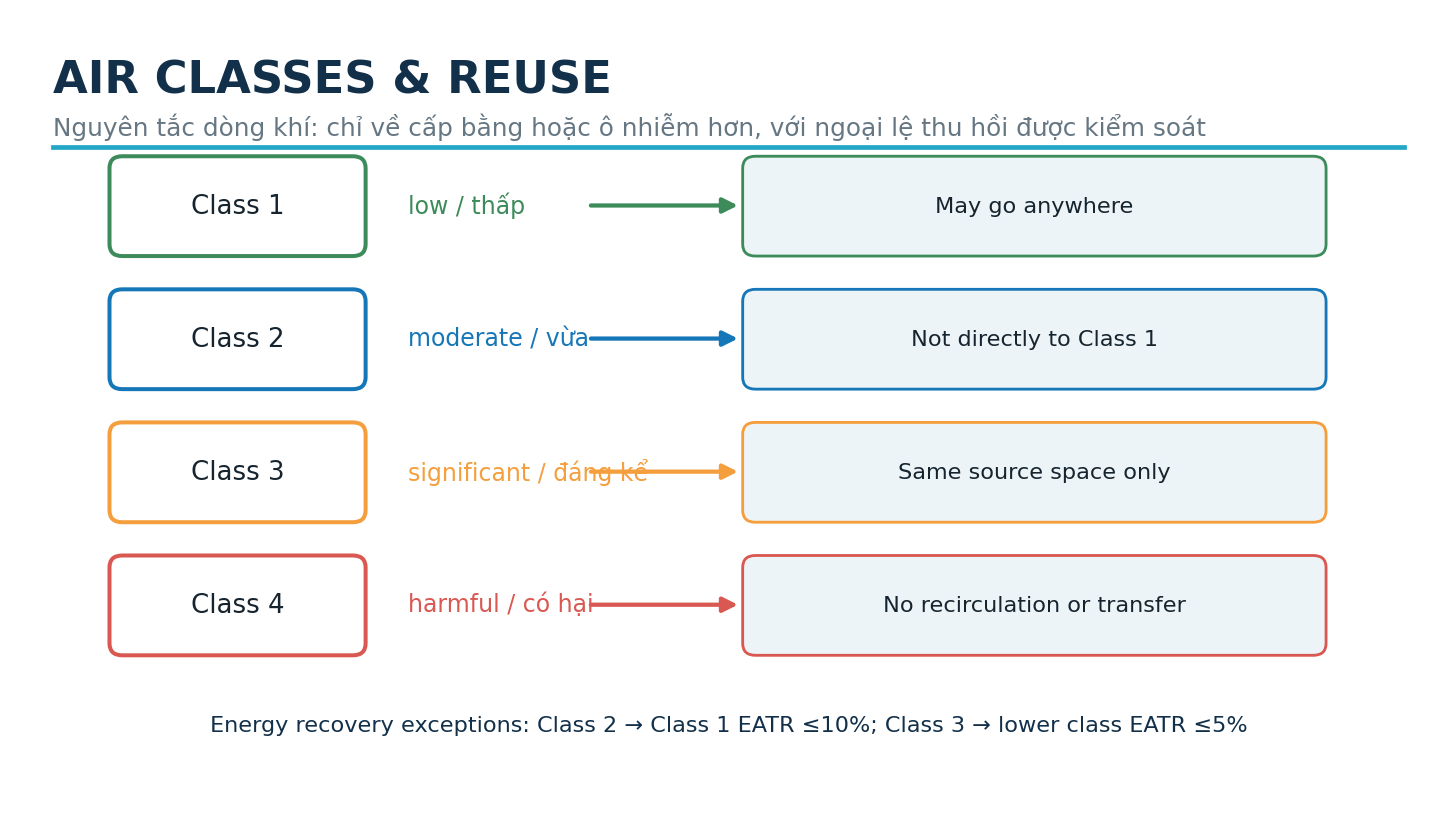 AIR CLASSES & REUSE
Nguyên tắc dòng khí: chỉ về cấp bằng hoặc ô nhiễm hơn, với ngoại lệ thu hồi được kiểm soát
Class 1
low / thấp
May go anywhere
Class 2
moderate / vừa
Not directly to Class 1
Class 3
significant / đáng kể
Same source space only
Class 4
harmful / có hại
No recirculation or transfer
Energy recovery exceptions: Class 2 → Class 1 EATR ≤10%; Class 3 → lower class EATR ≤5%